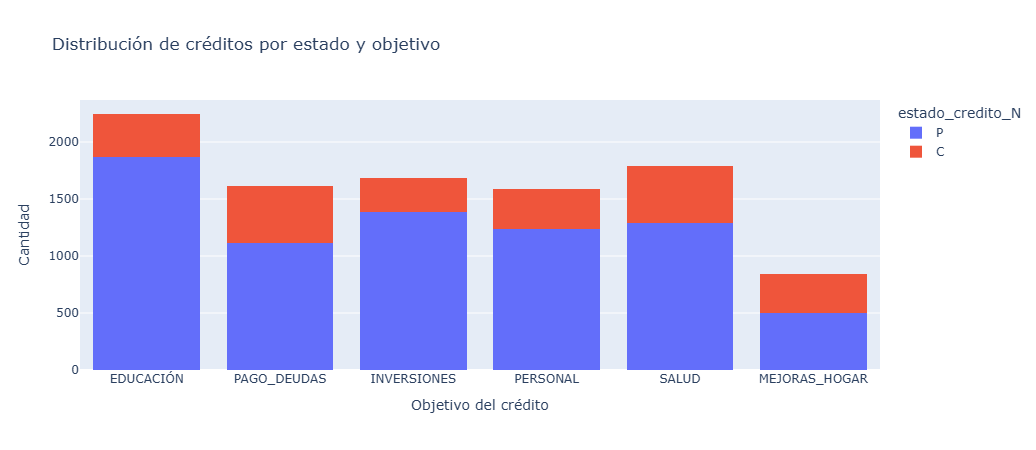 Distribución de créditos por estado y objetivo
estado_credito_N
P
C
Cantidad
2000
1500
1000
500
0
EDUCACIÓN PAGO_DEUDAS INVERSIONES PERSONAL SALUD MEJORAS_HOGAR
Objetivo del crédito